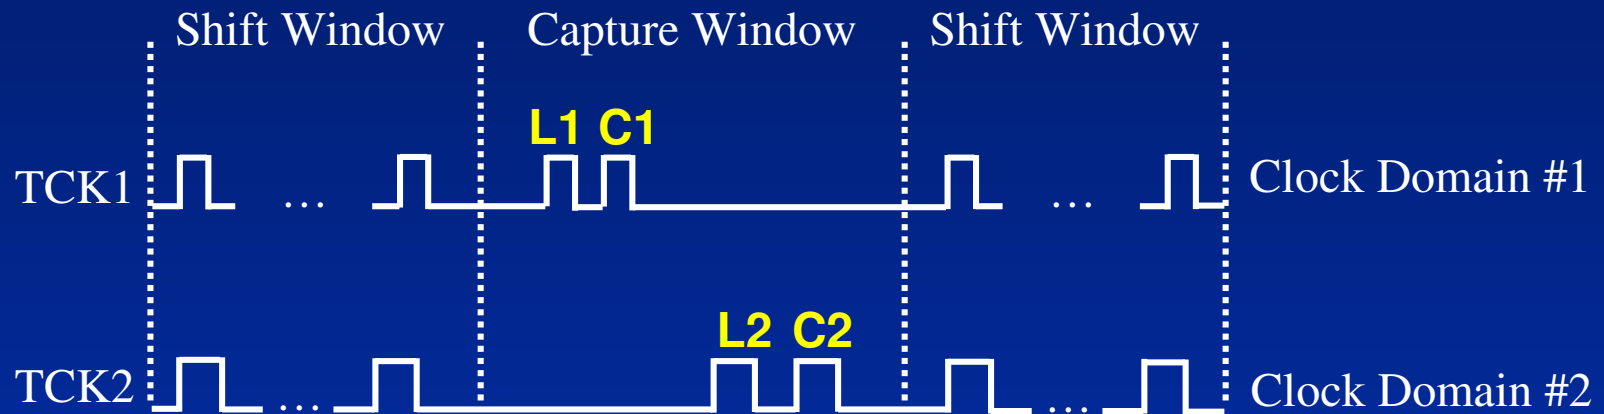 Shift Window Capture Window Shift Window
L1 C1
TCK1 … … Clock Domain #1
L2 C2
TCK2 … … Clock Domain #2